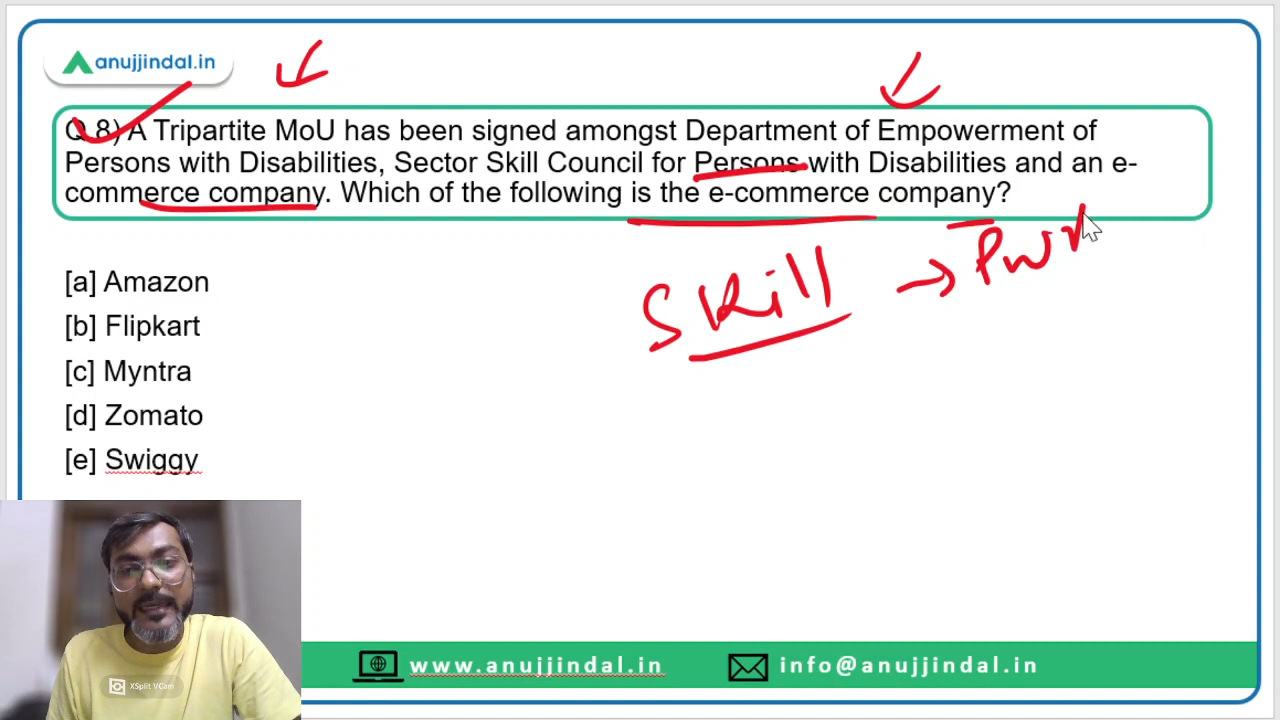 anujjindal.in
Q.8) A Tripartite MoU has been signed amongst Department of Empowerment of
Persons with Disabilities, Sector Skill Council for Persons with Disabilities and an e-
commerce company. Which of the following is the e-commerce company?
Skill → PwD
[a] Amazon
[b] Flipkart
[c] Myntra
[d] Zomato
[e] Swiggy
XSplit VCam
www.anujjindal.in
info@anujjindal.in